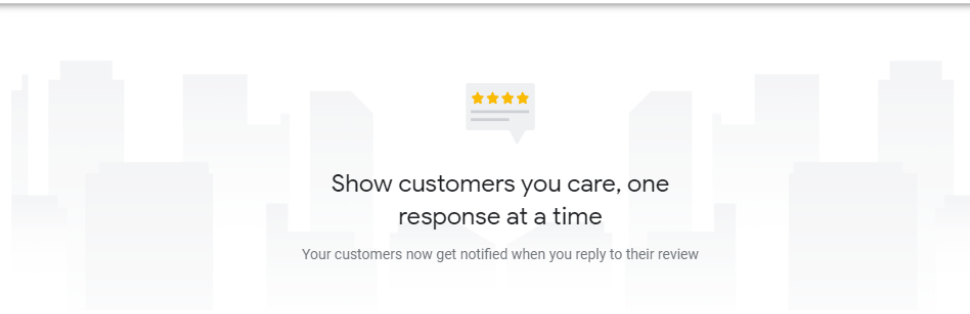 Show customers you care, one
response at a time
Your customers now get notified when you reply to their review